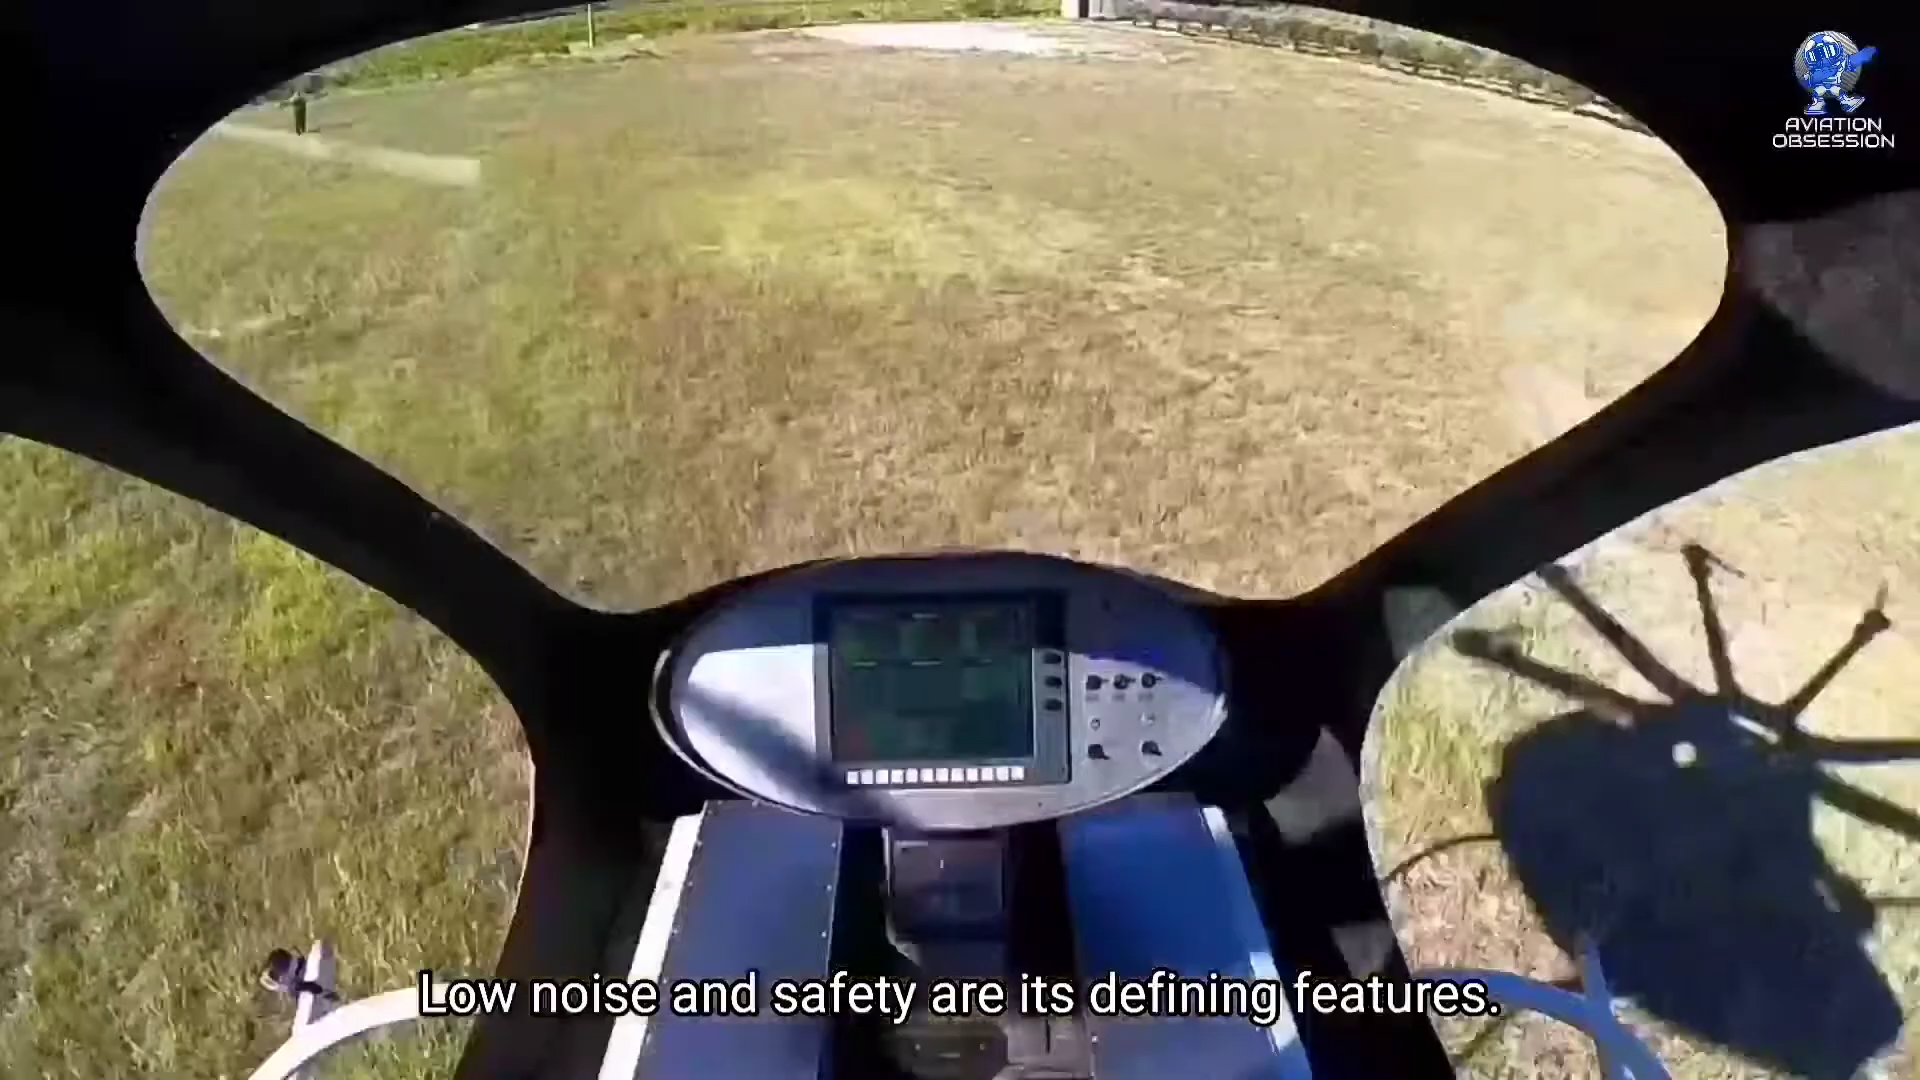 AVIATION
OBSESSION
Low noise and safety are its defining features.